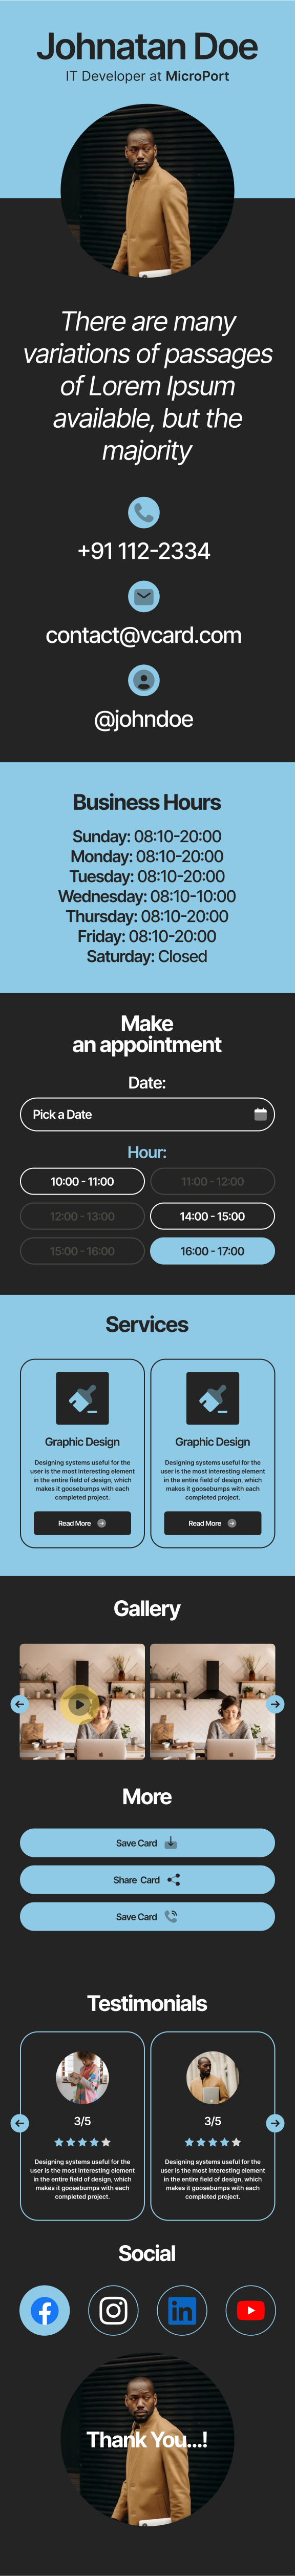 Johnatan Doe
IT Developer at MicroPort
There are many
variations of passages
of Lorem Ipsum
available, but the
majority
+91 112-2334
contact@vcard.com
@johndoe
Business Hours
Sunday: 08:10-20:00
Monday: 08:10-20:00
Tuesday: 08:10-20:00
Wednesday: 08:10-10:00
Thursday: 08:10-20:00
Friday: 08:10-20:00
Saturday: Closed
Make
an appointment
Date:
Pick a Date
Hour:
10:00 - 11:00
11:00 - 12:00
12:00 - 13:00
14:00 - 15:00
15:00 - 16:00
16:00 - 17:00
Services
Graphic Design
Designing systems useful for the
user is the most interesting element
in the entire field of design, which
makes it goosebumps with each
completed project.
Read More
Graphic Design
Designing systems useful for the
user is the most interesting element
in the entire field of design, which
makes it goosebumps with each
completed project.
Read More
Gallery
More
Save Card
Share Card
Save Card
Testimonials
3/5
Designing systems useful for the
user is the most interesting element
in the entire field of design, which
makes it goosebumps with each
completed project.
3/5
Designing systems useful for the
user is the most interesting element
in the entire field of design, which
makes it goosebumps with each
completed project.
Social
in
Thank You...!